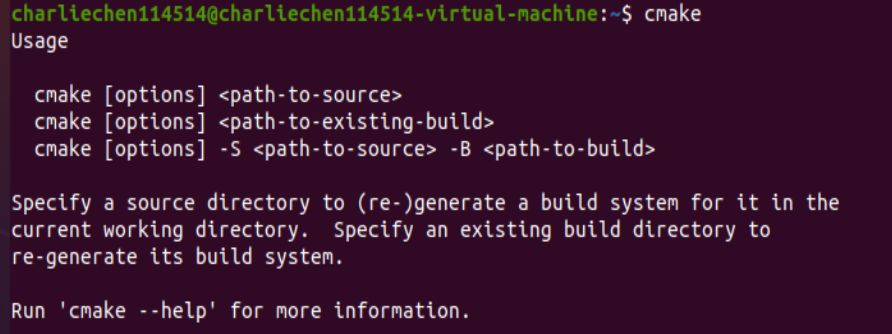 charliechen114514@charliechen114514-virtual-machine:~$ cmake
Usage
cmake [options] <path-to-source>
cmake [options] <path-to-existing-build>
cmake [options] -S <path-to-source> -B <path-to-build>
Specify a source directory to (re-)generate a build system for it in the
current working directory.  Specify an existing build directory to
re-generate its build system.
Run 'cmake --help' for more information.